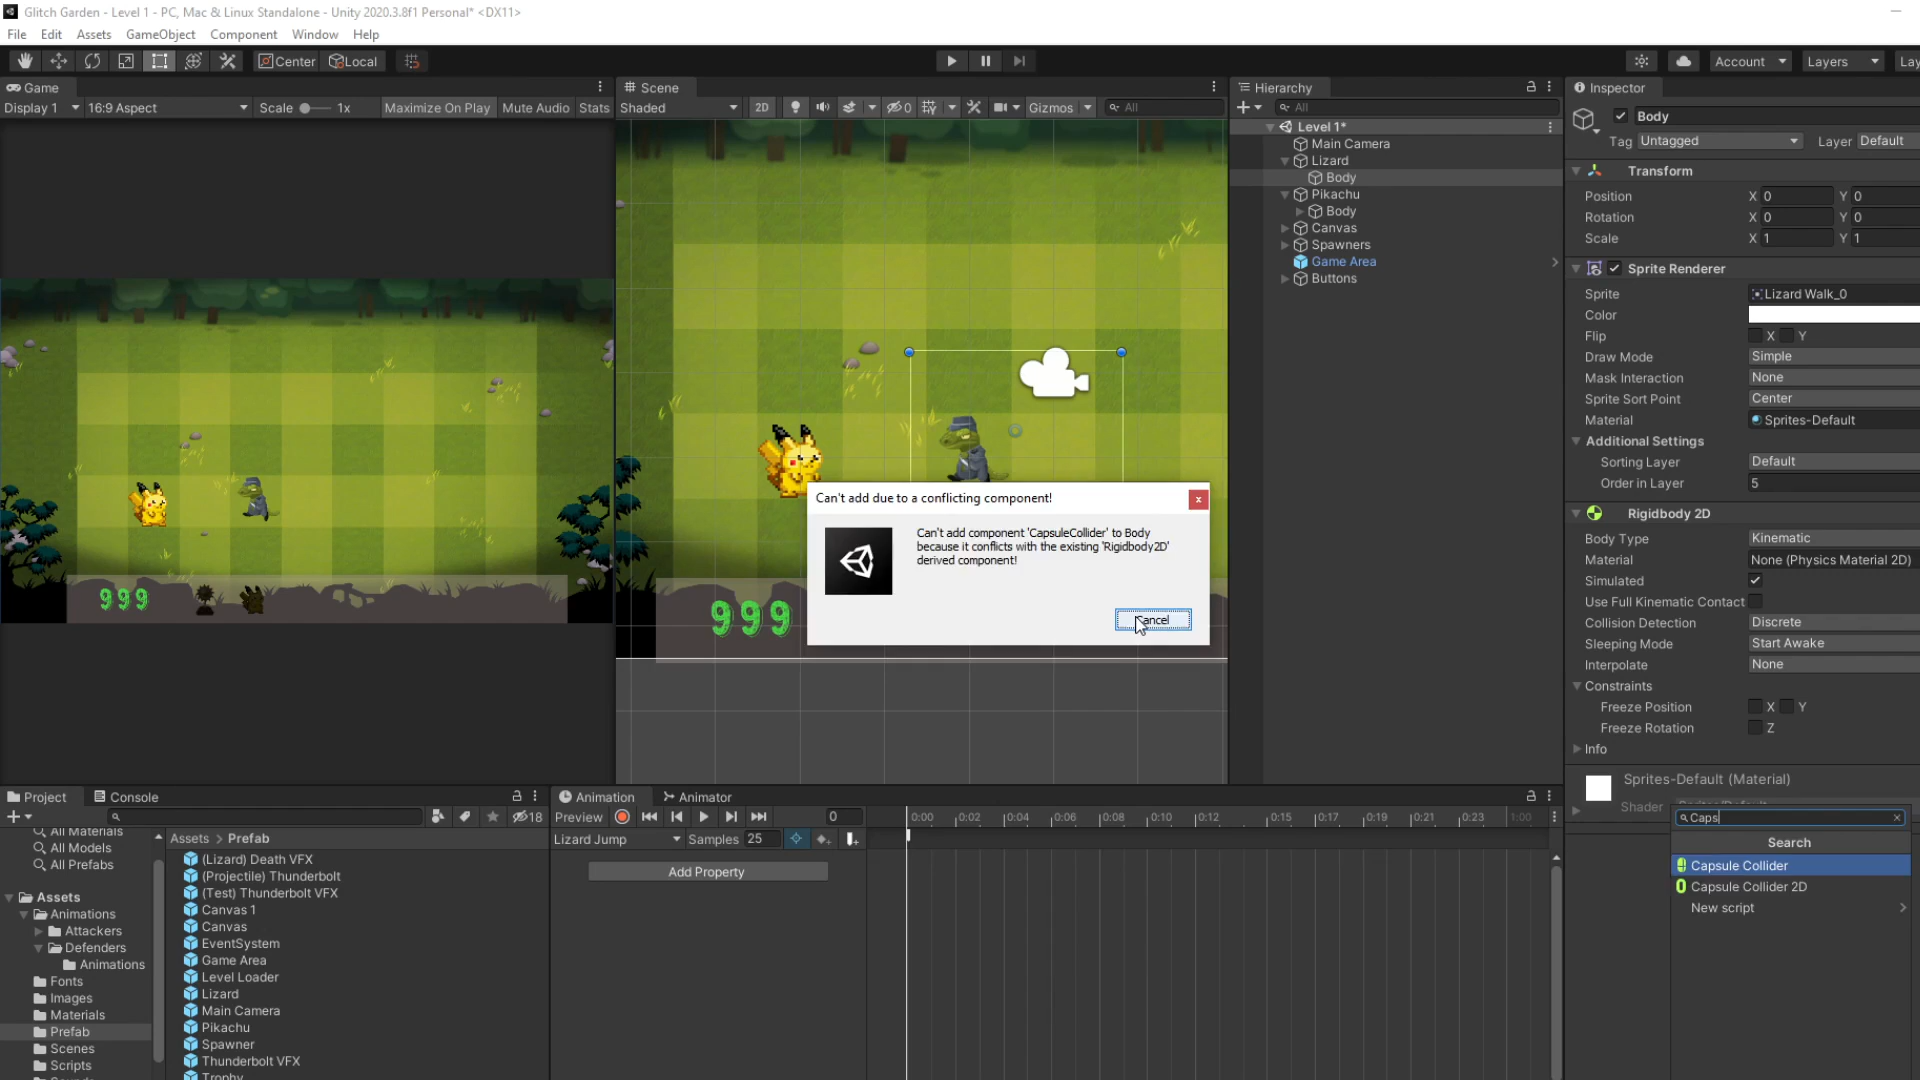 Glitch Garden - Level 1 - PC, Mac & Linux Standalone - Unity 2020.3.8f1 Personal* <DX11>
File Edit Assets GameObject Component Window Help
Center Local Account Layers Lay
Game Scene Hierarchy Inspector
Display 1 16:9 Aspect Scale 1x Maximize On Play Mute Audio Stats
Shaded 2D 0 Gizmos All
All
Level 1*
Main Camera
Lizard
Body
Pikachu
Body
Canvas
Spawners
Game Area
Buttons
999
999
Can't add due to a conflicting component!
x
Can't add component 'CapsuleCollider' to Body
because it conflicts with the existing 'Rigidbody2D'
derived component!
Cancel
Body
Tag Untagged Layer Default
Transform
Position X 0 Y 0
Rotation X 0 Y 0
Scale X 1 Y 1
Sprite Renderer
Sprite Lizard Walk_0
Color
Flip X Y
Draw Mode Simple
Mask Interaction None
Sprite Sort Point Center
Material Sprites-Default
Additional Settings
Sorting Layer Default
Order in Layer 5
Rigidbody 2D
Body Type Kinematic
Material None (Physics Material 2D)
Simulated
Use Full Kinematic Contact
Collision Detection Discrete
Sleeping Mode Start Awake
Interpolate None
Constraints
Freeze Position X Y
Freeze Rotation Z
Info
Sprites-Default (Material)
Shader
Caps
Search
Capsule Collider
Capsule Collider 2D
New script
Project Console
18
All Materials
All Models
All Prefabs
Assets
Animations
Attackers
Defenders
Animations
Fonts
Images
Materials
Prefab
Scenes
Scripts
Assets Prefab
(Lizard) Death VFX
(Projectile) Thunderbolt
(Test) Thunderbolt VFX
Canvas 1
Canvas
EventSystem
Game Area
Level Loader
Lizard
Main Camera
Pikachu
Spawner
Thunderbolt VFX
Trophy
Animation Animator
Preview 0
0:00 0:02 0:04 0:06 0:08 0:10 0:12 0:15 0:17 0:19 0:21 0:23 1:00
Lizard Jump Samples 25
Add Property